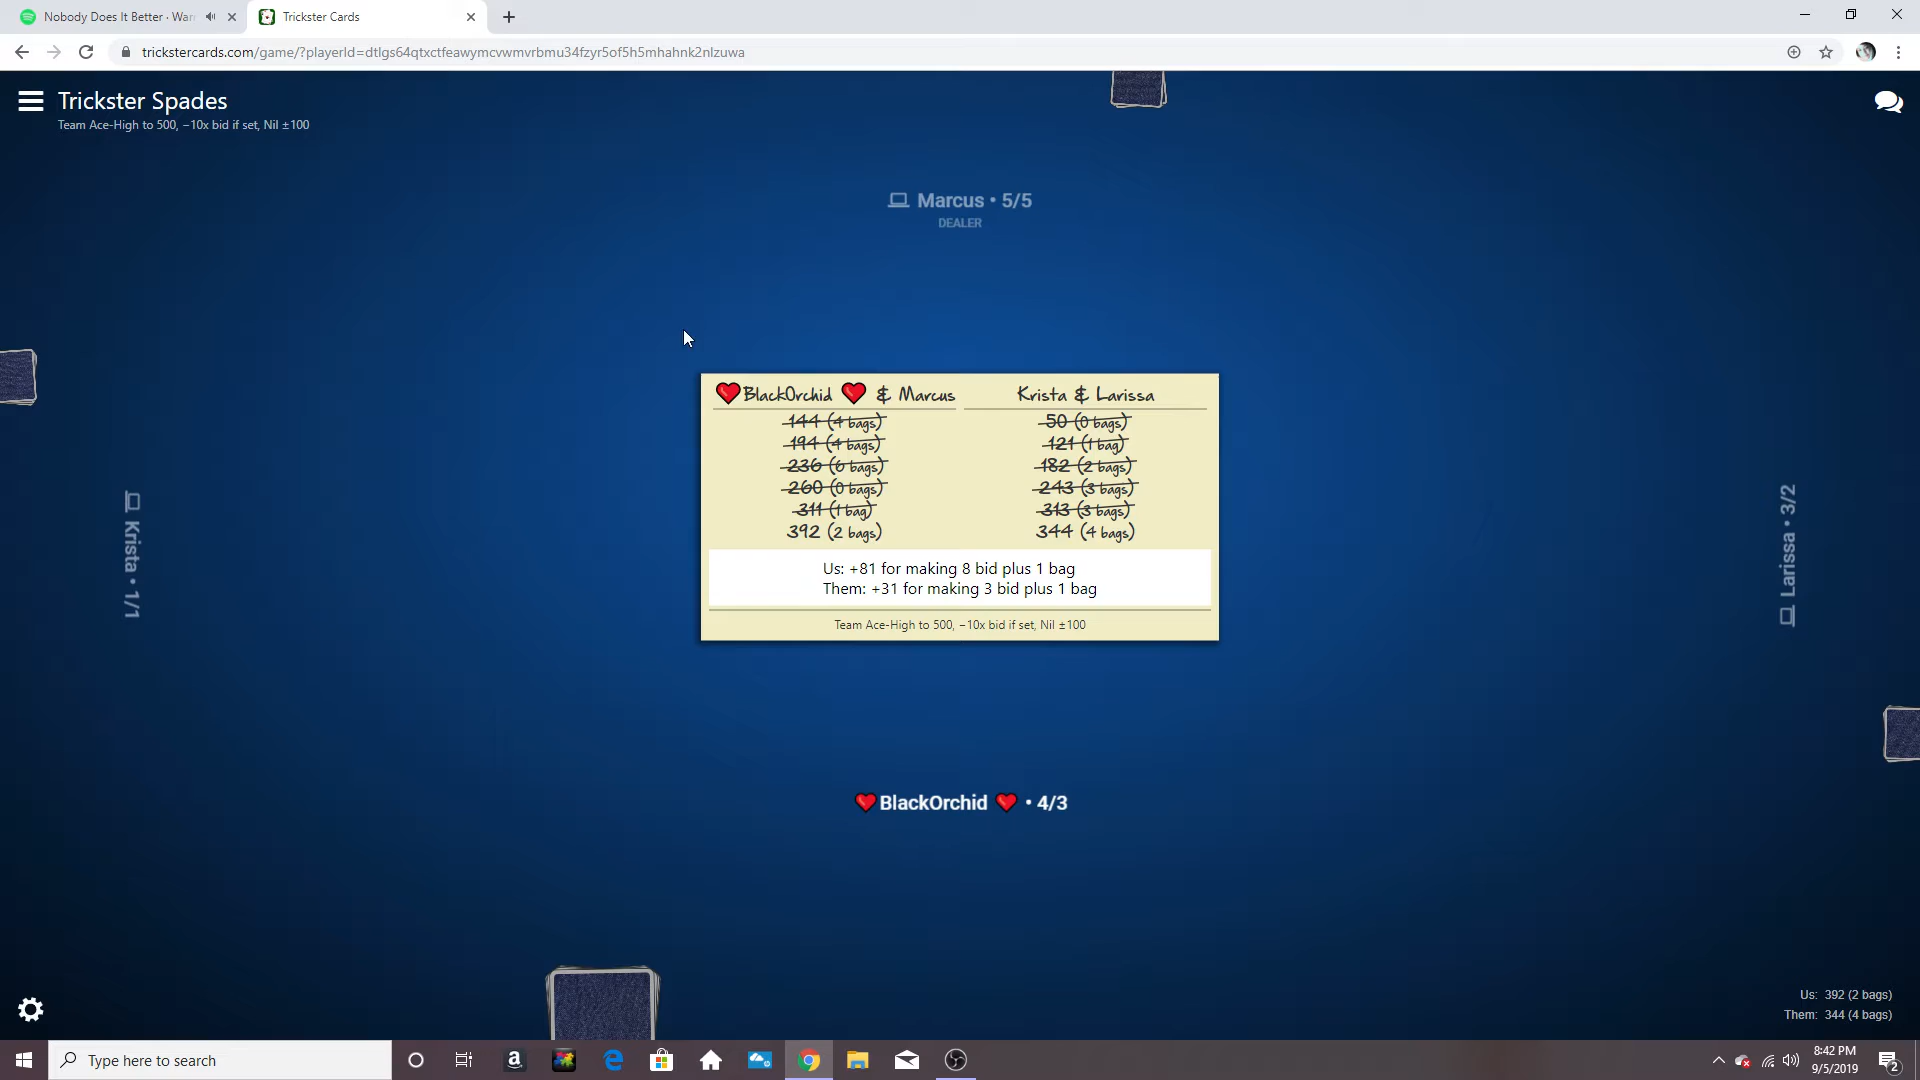 Nobody Does It Better · War
Trickster Cards
trickstercards.com/game/?playerId=dtlgs64qtxctfeawymcvwmvrbmu34fzyr5of5h5mhahnk2nlzuwa
Trickster Spades
Team Ace-High to 500, −10x bid if set, Nil ±100
Marcus • 5/5
DEALER
❤️BlackOrchid ❤️ & Marcus
Krista & Larissa
144 (4 bags)
50 (0 bags)
194 (4 bags)
121 (1 bag)
236 (6 bags)
182 (2 bags)
260 (0 bags)
243 (3 bags)
311 (1 bag)
313 (3 bags)
392 (2 bags)
344 (4 bags)
Us: +81 for making 8 bid plus 1 bag
Them: +31 for making 3 bid plus 1 bag
Team Ace-High to 500, −10x bid if set, Nil ±100
Krista • 1/1
Larissa • 3/2
❤️BlackOrchid ❤️ • 4/3
Us: 392 (2 bags)
Them: 344 (4 bags)
Type here to search
8:42 PM
9/5/2019
2